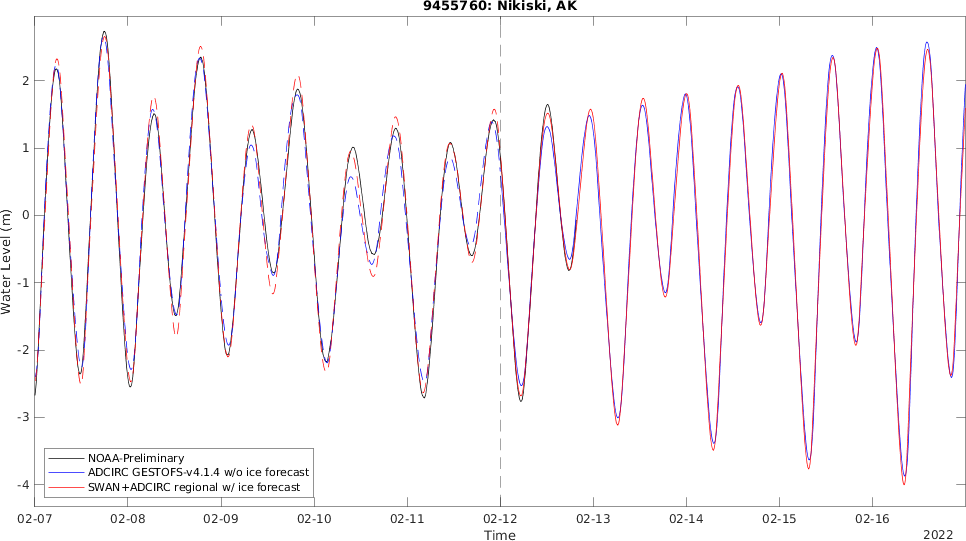 9455760: Nikiski, AK
Water Level (m)
2
1
0
-1
-2
-3
-4
NOAA-Preliminary
ADCIRC GESTOFS-v4.1.4 w/o ice forecast
SWAN+ADCIRC regional w/ ice forecast
02-07 02-08 02-09 02-10 02-11 02-12 02-13 02-14 02-15 02-16
Time
2022